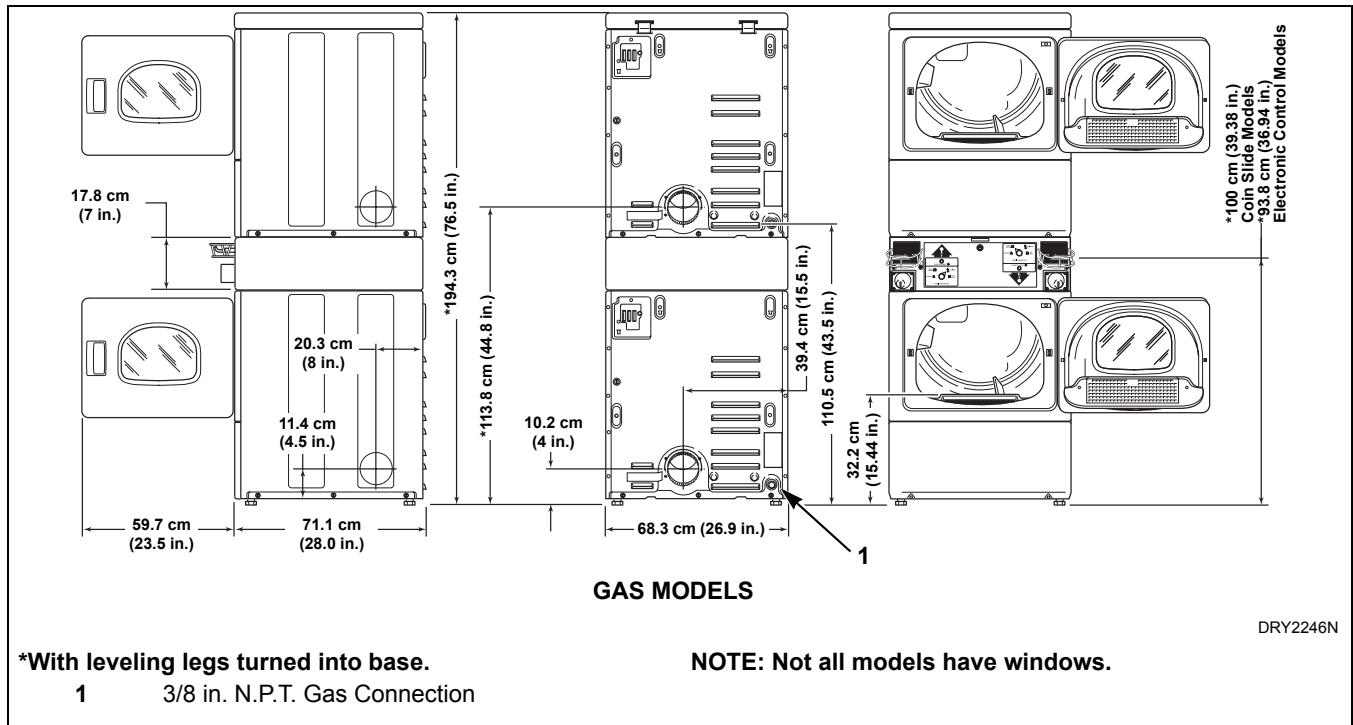 17.8 cm
(7 in.)
20.3 cm
(8 in.)
11.4 cm
(4.5 in.)
59.7 cm
(23.5 in.)
71.1 cm
(28.0 in.)
*194.3 cm (76.5 in.)
*113.8 cm (44.8 in.)
10.2 cm
(4 in.)
39.4 cm (15.5 in.)
110.5 cm (43.5 in.)
68.3 cm (26.9 in.)
1
32.2 cm
(15.44 in.)
*100 cm (39.38 in.)
Coin Slide Models
*93.8 cm (36.94 in.)
Electronic Control Models
GAS MODELS
DRY2246N
*With leveling legs turned into base.
NOTE: Not all models have windows.
1 3/8 in. N.P.T. Gas Connection